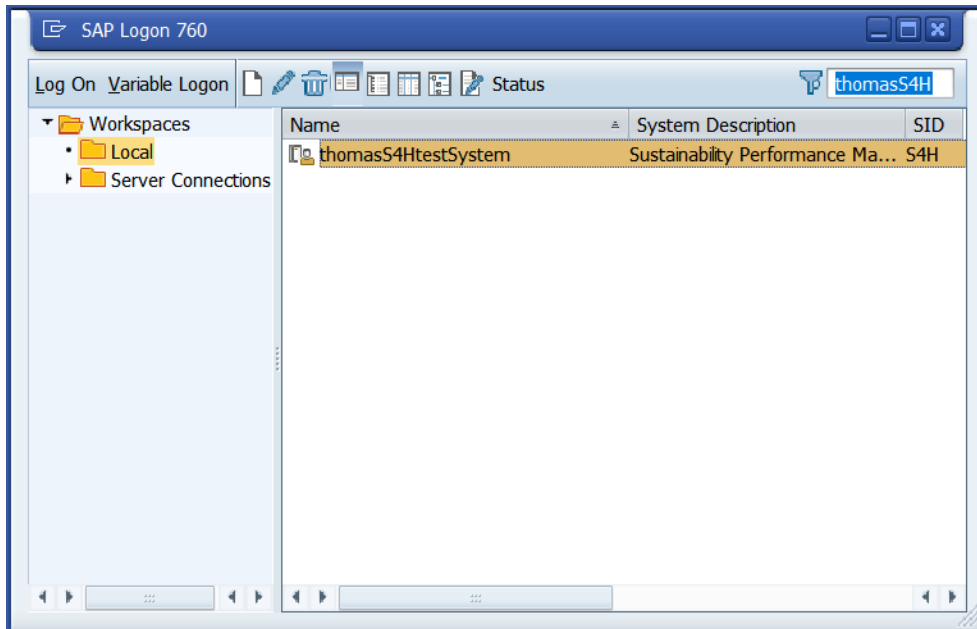 SAP Logon 760
Log On Variable Logon Status thomasS4H
Workspaces
Local
Server Connections
Name System Description SID
thomasS4HtestSystem Sustainability Performance Ma... S4H